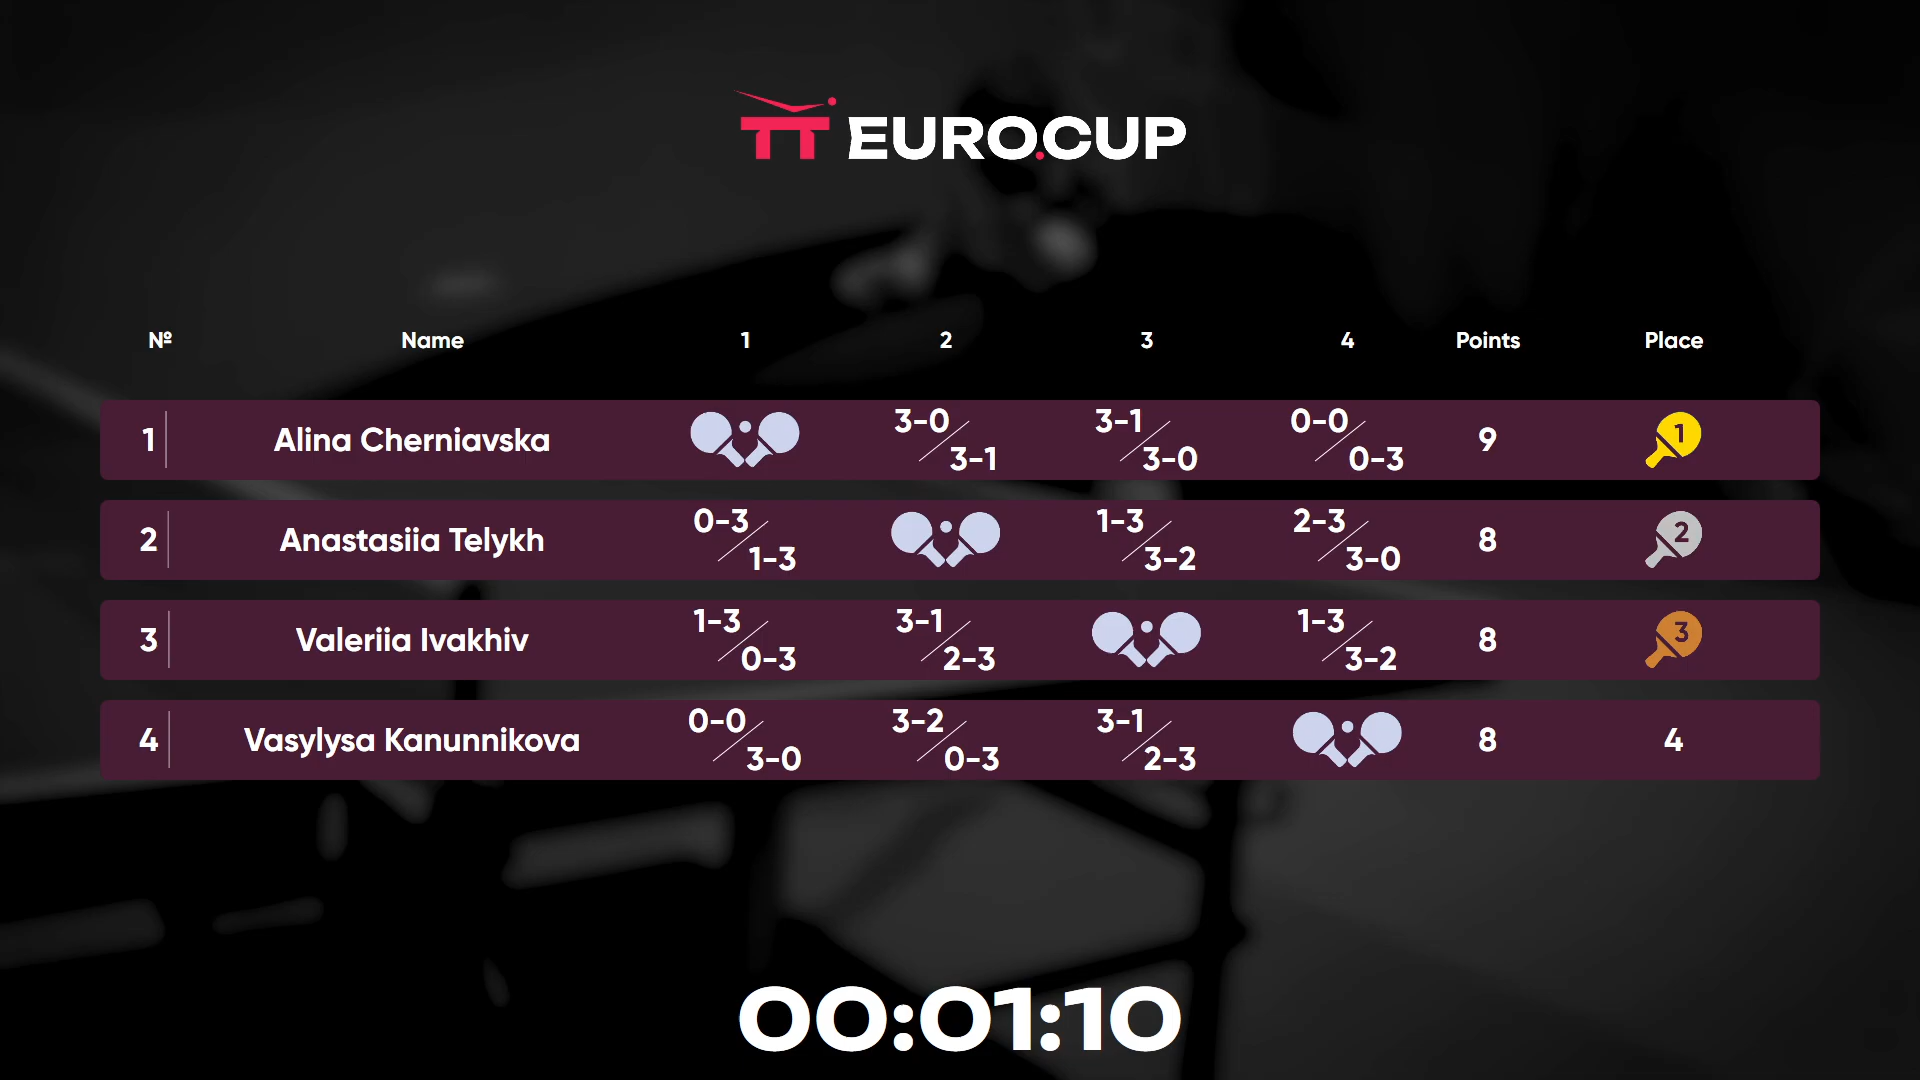 TT EURO.CUP
№ Name 1 2 3 4 Points Place
1 Alina Cherniavska 3-0 3-1 3-1 3-0 0-0 0-3 9 1
2 Anastasiia Telykh 0-3 1-3 1-3 3-2 2-3 3-0 8 2
3 Valeriia Ivakhiv 1-3 0-3 3-1 2-3 1-3 3-2 8 3
4 Vasylysa Kanunnikova 0-0 3-0 3-2 0-3 3-1 2-3 8 4
00:01:10